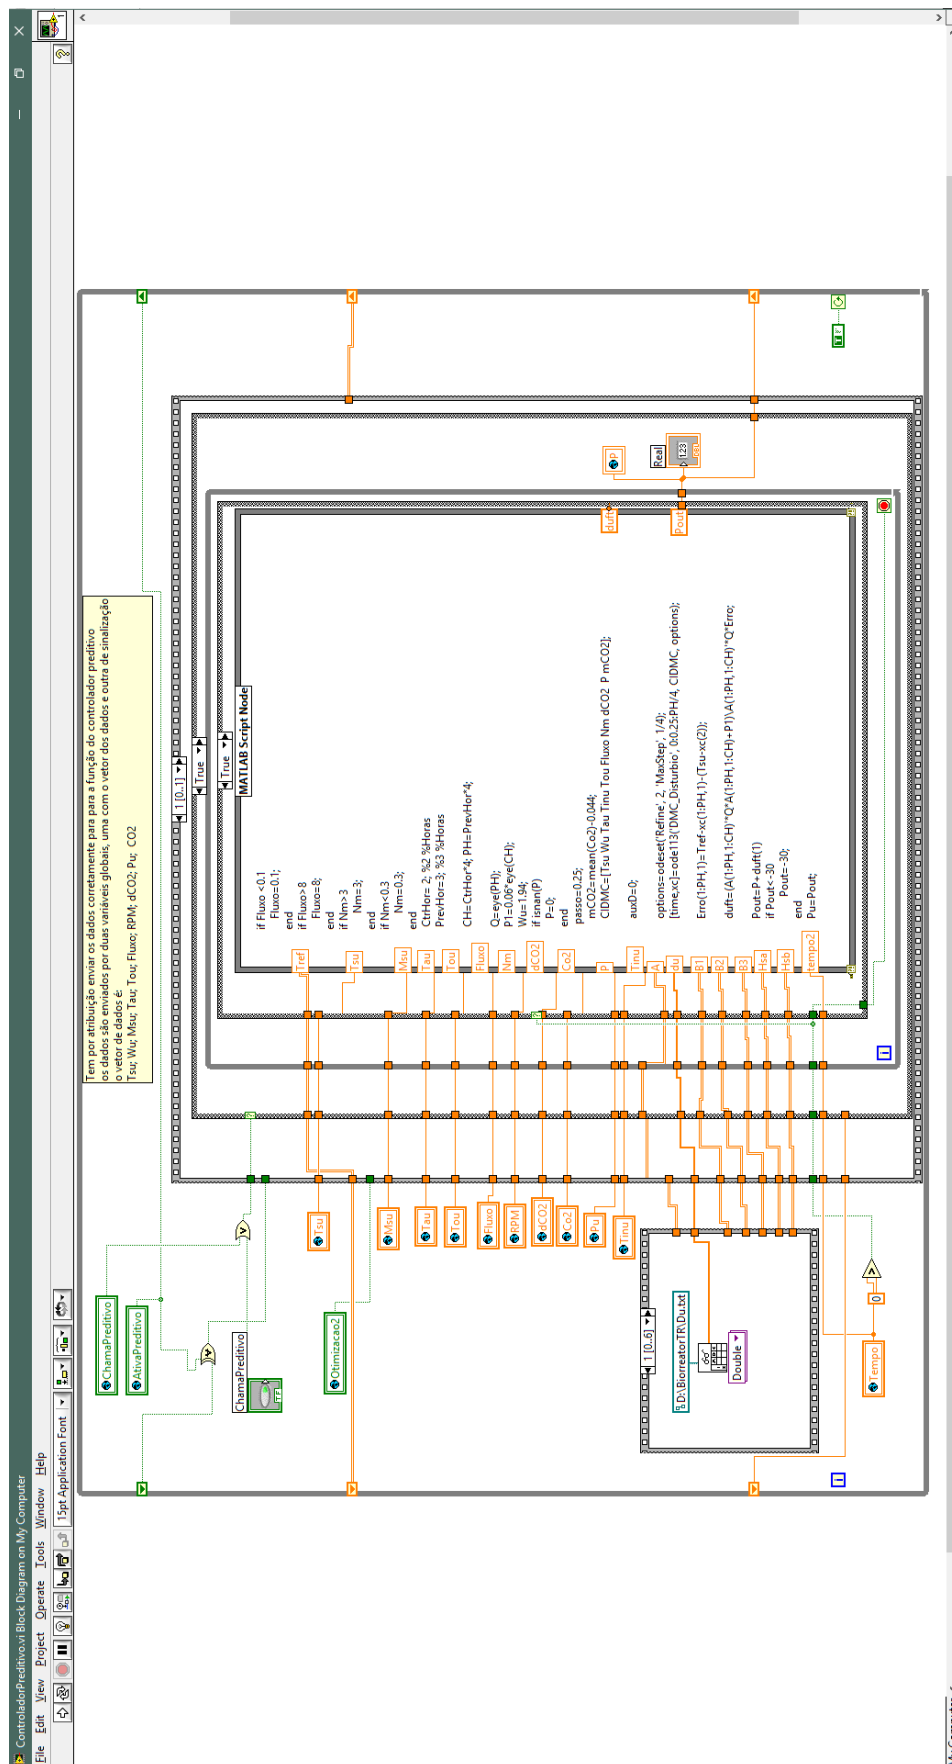 ControladorPreditivo.vi Block Diagram on My Computer
File Edit View Project Operate Tools Window Help
15pt Application Font
Tem por atribuição enviar os dados corretamente para para a função do controlador preditivo
os dados são enviados por duas variáveis globais, uma com o vetor dos dados e outra de sinalização
o vetor de dados é:
Tsu; Wu; Msu; Tau; Tou; Fluxo; RPM; dCO2; Pu; CO2
ChamaPreditivo
AtivaPreditivo
ChamaPreditivo
TF
Otimizacao2
Tsu
Msu
Tau
Tou
Fluxo
RPM
dCO2
Co2
Pu
Tinu
1 [0..6]
D:\BiorreatorTR\Du.txt
Double
Tempo
0
1 [0..1]
True
True
MATLAB Script Node
Tref
Tsu
Msu
Tau
Tou
Fluxo
Nm
dCO2
Co2
P
Tinu
A
du
B1
B2
B3
Hsa
Hsb
tempo2
if Fluxo <0.1
Fluxo=0.1;
end
if Fluxo>8
Fluxo=8;
end
if Nm>3
Nm=3;
end
if Nm<0.3
Nm=0.3;
end
CtrHor= 2; %2 %Horas
PrevHor=3; %3 %Horas
CH=CtrHor*4; PH=PrevHor*4;
Q=eye(PH);
P1=0.06*eye(CH);
Wu=1.94;
if isnan(P)
P=0;
end
passo=0.25;
mCO2=mean(Co2)-0.044;
CIDMC=[Tsu Wu Tau Tinu Tou Fluxo Nm dCO2 P mCO2];
auxD=0;
options=odeset('Refine', 2, 'MaxStep', 1/4);
[time,xc]=ode113('DMC_Disturbio', 0:0.25:PH/4, CIDMC, options);
Erro(1:PH,1)=Tref-xc(1:PH,1)-(Tsu-xc(2));
duft=(A(1:PH,1:CH)'*Q*A(1:PH,1:CH)+P1)\A(1:PH,1:CH)'*Q*Erro;
Pout=P+duft(1)
if Pout<-30
Pout=-30;
end
Pu=Pout;
duft
Pout
P
Real
1.23
DBL
i
i